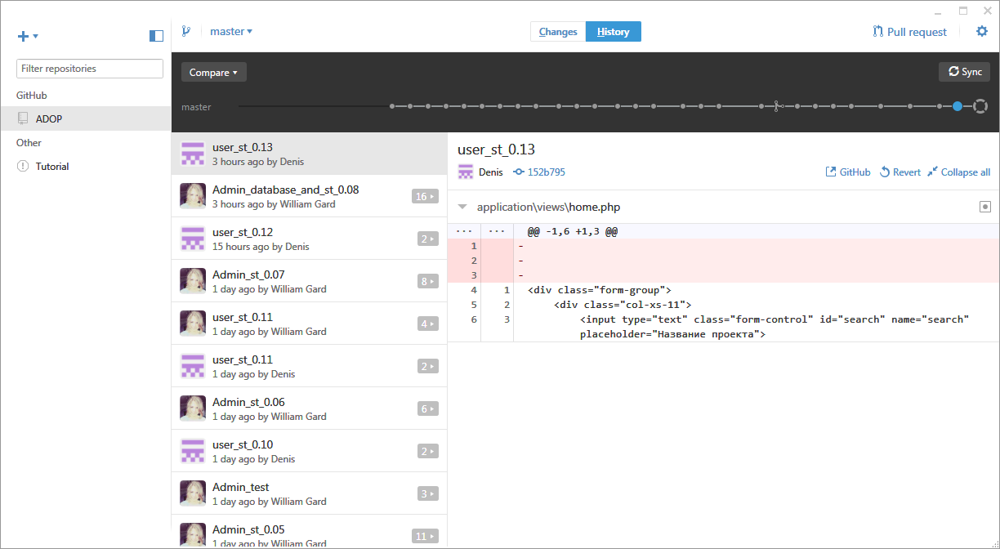 master
Changes
History
Pull request
Filter repositories
GitHub
ADOP
Other
Tutorial
Compare
Sync
master
user_st_0.13
3 hours ago by Denis
Admin_database_and_st_0.08
3 hours ago by William Gard
16
user_st_0.12
15 hours ago by Denis
2
Admin_st_0.07
1 day ago by William Gard
8
user_st_0.11
1 day ago by William Gard
4
user_st_0.11
1 day ago by Denis
2
Admin_st_0.06
1 day ago by William Gard
6
user_st_0.10
1 day ago by Denis
2
Admin_test
1 day ago by William Gard
3
Admin_st_0.05
1 day ago by William Gard
11
user_st_0.13
Denis 152b795
GitHub Revert Collapse all
application\views\home.php
... ... @@ -1,6 +1,3 @@
1 -
2 -
3 -
4 1 <div class="form-group">
5 2 <div class="col-xs-11">
6 3 <input type="text" class="form-control" id="search" name="search"
placeholder="Название проекта">